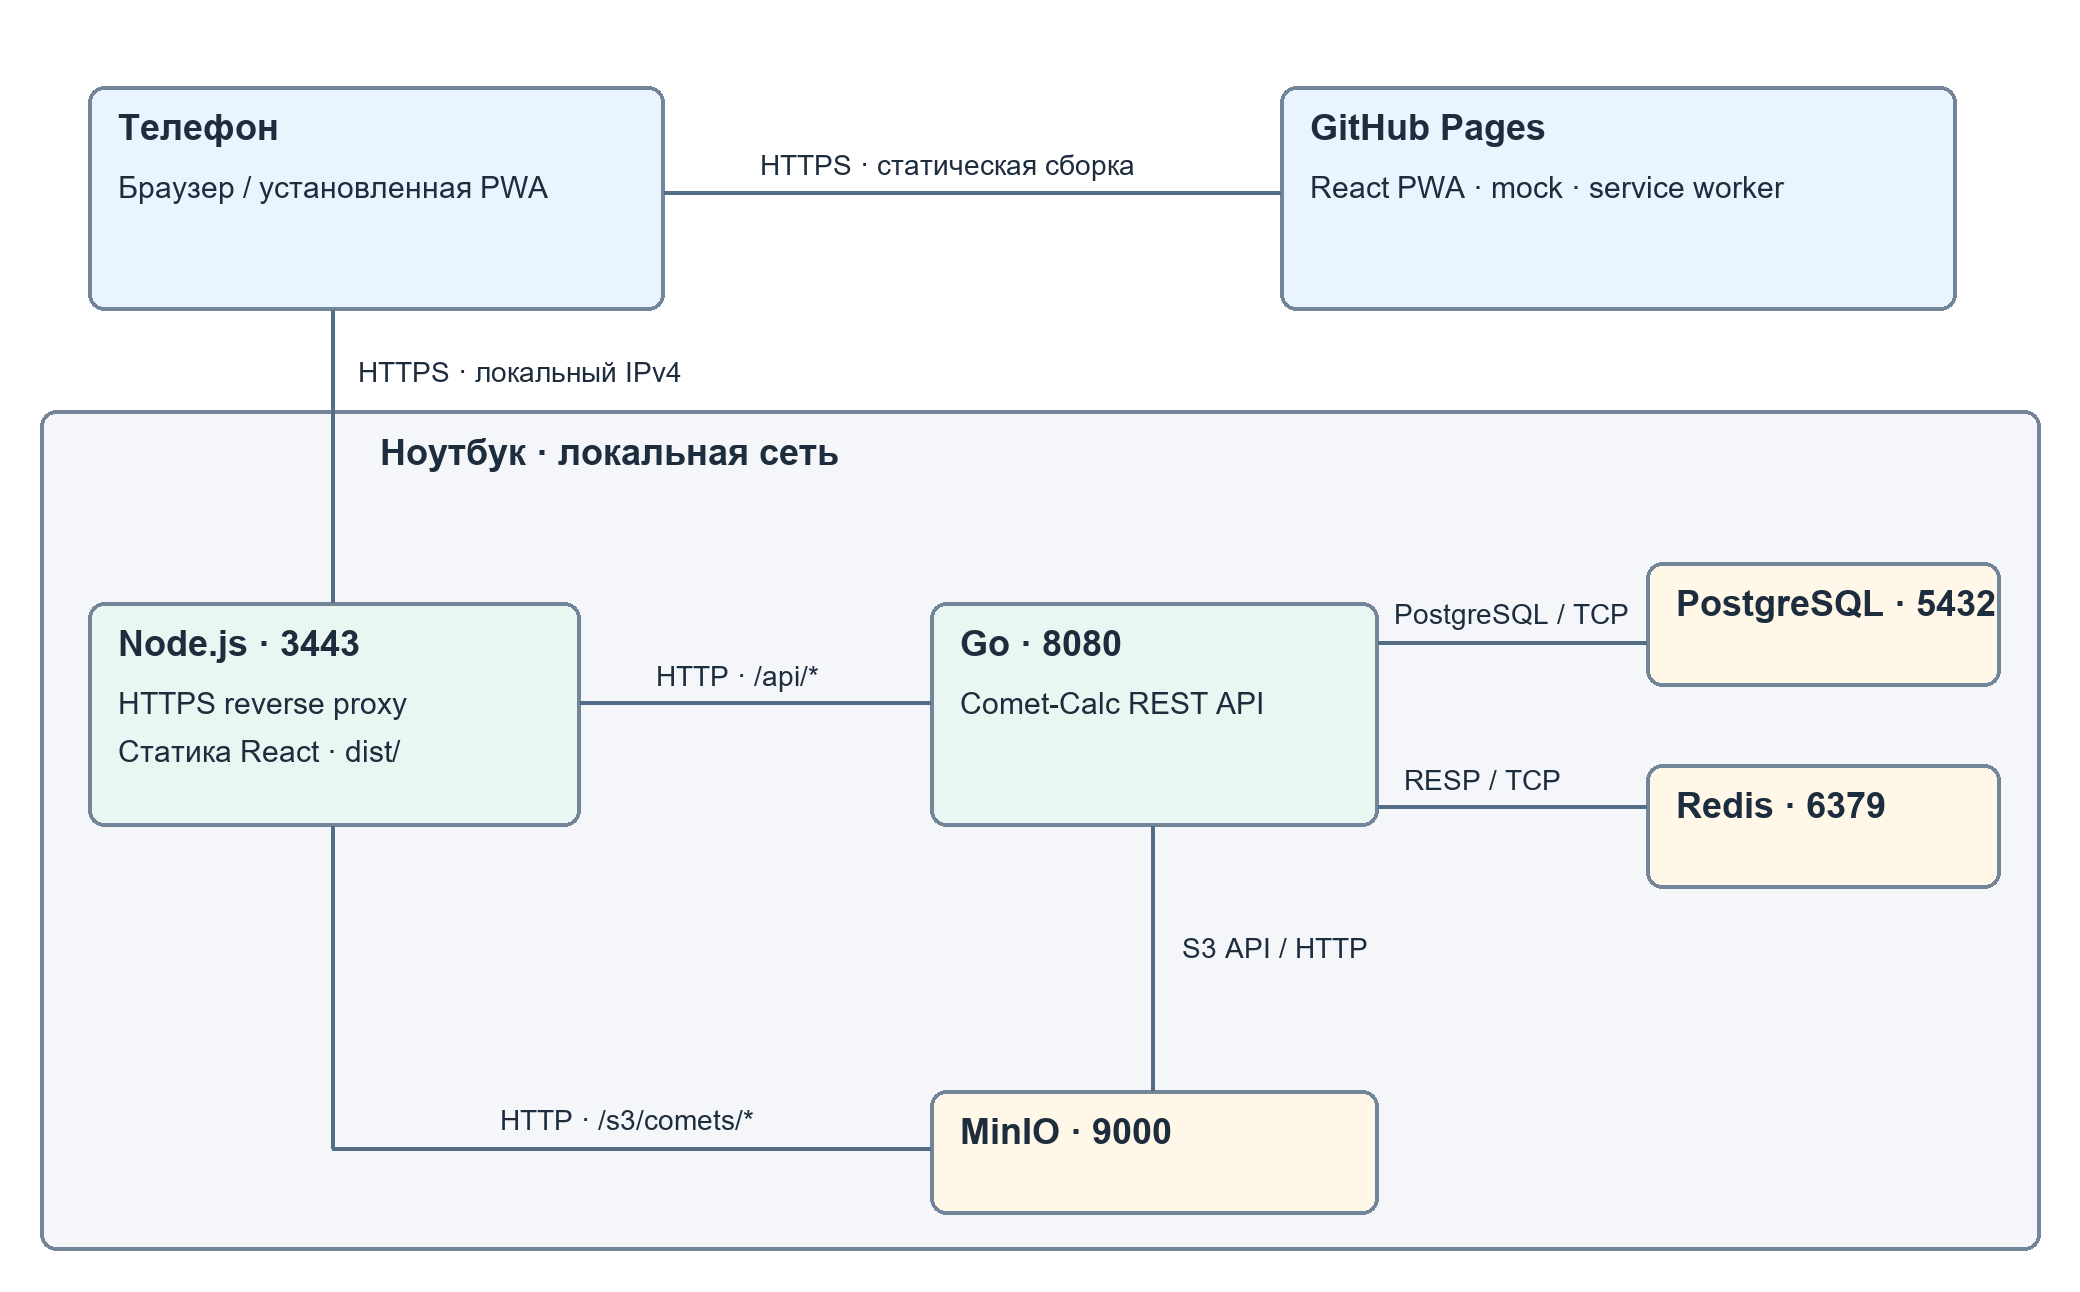 Телефон
Браузер / установленная PWA
HTTPS · статическая сборка
GitHub Pages
React PWA · mock · service worker
HTTPS · локальный IPv4
Ноутбук · локальная сеть
Node.js · 3443
HTTPS reverse proxy
Статика React · dist/
HTTP · /api/*
Go · 8080
Comet-Calc REST API
PostgreSQL / TCP
PostgreSQL · 5432
RESP / TCP
Redis · 6379
S3 API / HTTP
HTTP · /s3/comets/*
MinIO · 9000